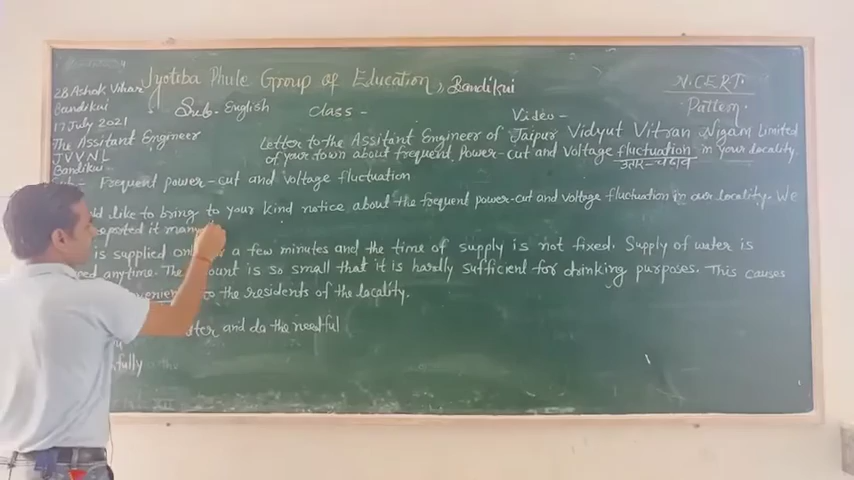 Jyotiba Phule Group of Education, Bandikui
N.C.E.R.T.
Pattern.
Sub- English
Class -
Video -
28 Ashok Vihar
Bandikui
17 July 2021
The Assitant Engineer
JVVNL
Bandikui
Letter to the Assitant Engineer of Jaipur Vidyut Vitran Nigam Limited
of your town about frequent Power-cut and Voltage fluctuation in your locality.
उतार-चढ़ाव
Sub- Frequent power-cut and Voltage fluctuation
like to bring to your kind notice about the frequent power-cut and Voltage fluctuation in our locality. We
it
is supplied a few minutes and the time of supply is not fixed. Supply of water is
anytime. The is so small that it is hardly sufficient for drinking purposes. This causes
to the residents of the locality.
and do the needful